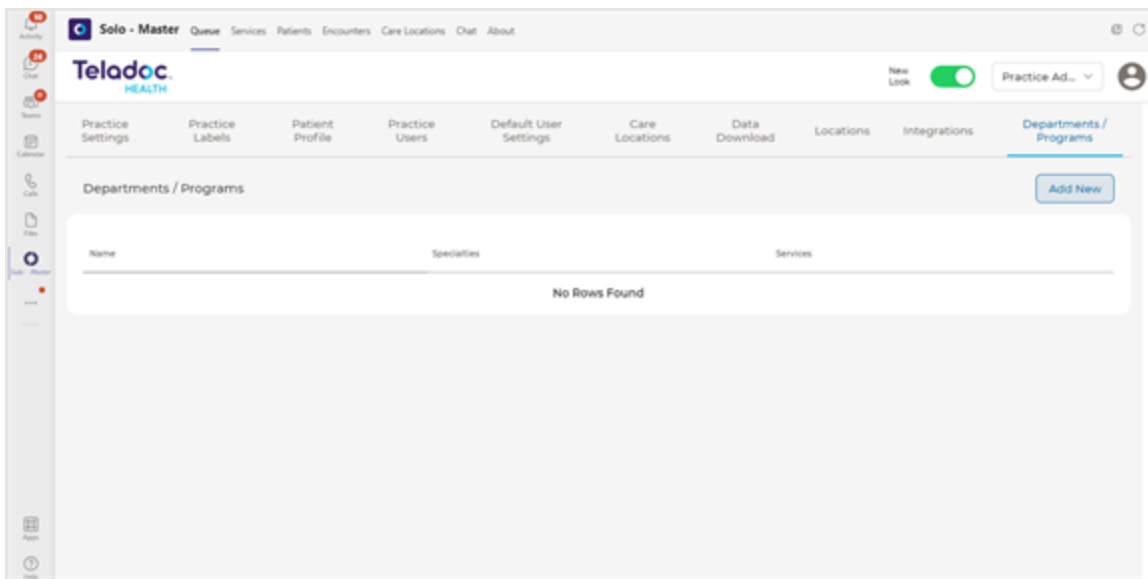 Activity
Solo - Master Queue Services Patients Encounters Care Locations Chat About
Chat
Teladoc
HEALTH
New
Look
Practice Ad...
Teams
Calendar
Calls
Files
Practice
Settings
Practice
Labels
Patient
Profile
Practice
Users
Default User
Settings
Care
Locations
Data
Download
Locations
Integrations
Departments /
Programs
Departments / Programs
Add New
Solo - Master
Name
Specialties
Services
No Rows Found
Apps
Help